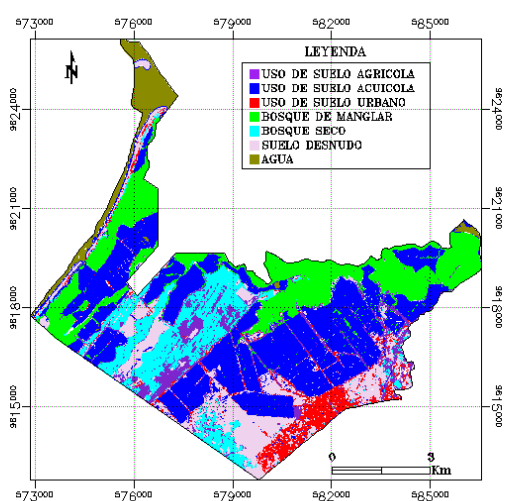 573000 576000 579000 582000 585000
N
LEYENDA
USO DE SUELO AGRICOLA
USO DE SUELO ACUICOLA
USO DE SUELO URBANO
BOSQUE DE MANGLAR
BOSQUE SECO
SUELO DESNUDO
AGUA
9624000 9624000
9621000 9621000
9618000 9618000
9615000 9615000
0 3
Km
573000 576000 579000 582000 585000